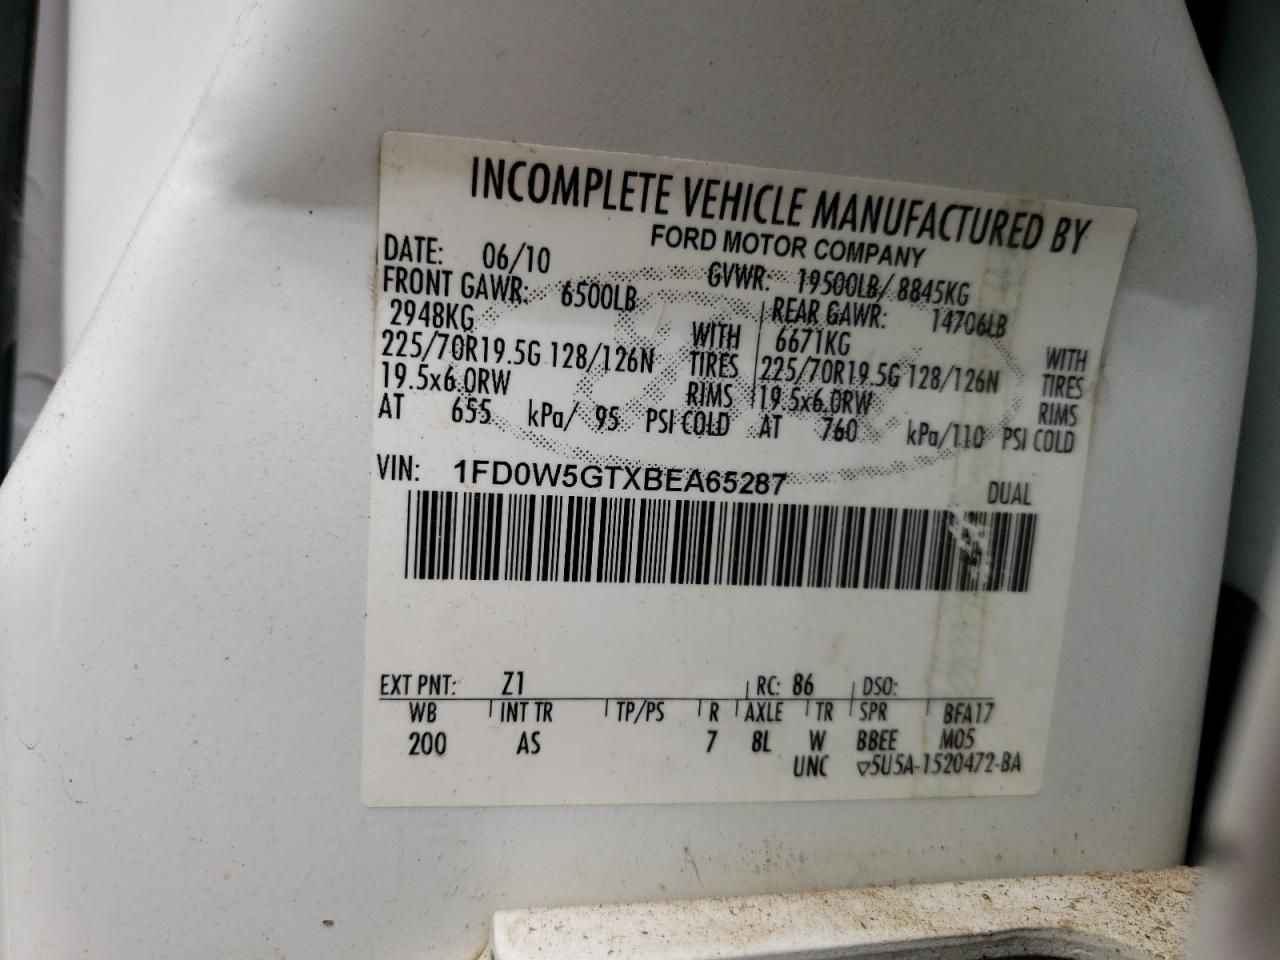 INCOMPLETE VEHICLE MANUFACTURED BY
FORD MOTOR COMPANY
DATE: 06/10 GVWR: 19500LB/ 8845KG
FRONT GAWR: 6500LB REAR GAWR: 14706LB
2948KG WITH 6671KG WITH
225/70R19.5G 128/126N TIRES 225/70R19.5G 128/126N TIRES
19.5x6.0RW RIMS 19.5x6.0RW RIMS
AT 655 kPa/ 95 PSI COLD AT 760 kPa/110 PSI COLD
VIN: 1FD0W5GTXBEA65287
DUAL
EXT PNT: Z1 RC: 86 DSO:
WB INT TR TP/PS R AXLE TR SPR BFA17
200 AS 7 8L W BBEE M05
UNC ▽5U5A-1520472-BA